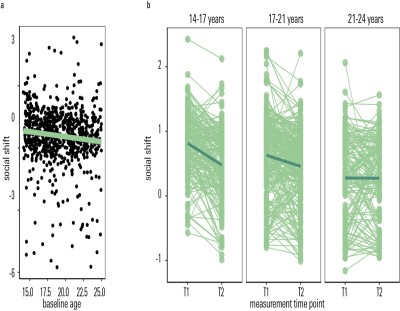 a
social shift
3
0
-3
-6
15.0 17.5 20.0 22.5 25.0
baseline age
b
14-17 years 17-21 years 21-24 years
social shift
2
1
0
-1
T1 T2 T1 T2 T1 T2
measurement time point